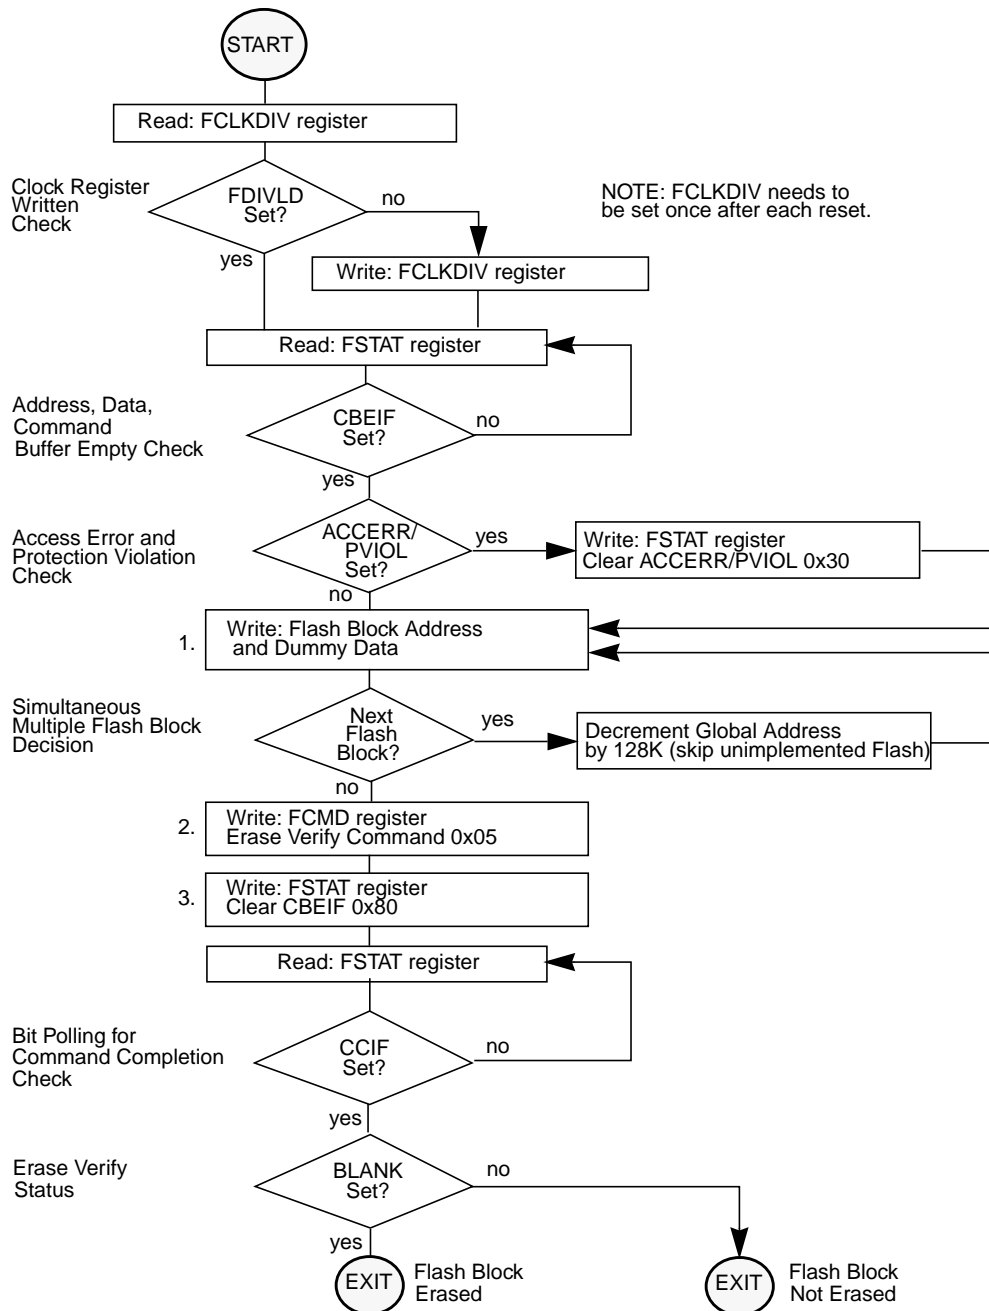 START
Read: FCLKDIV register
Clock Register
Written
Check
FDIVLD
Set?
no
yes
NOTE: FCLKDIV needs to
be set once after each reset.
Write: FCLKDIV register
Read: FSTAT register
Address, Data,
Command
Buffer Empty Check
CBEIF
Set?
no
yes
Access Error and
Protection Violation
Check
ACCERR/
PVIOL
Set?
yes
no
Write: FSTAT register
Clear ACCERR/PVIOL 0x30
1.
Write: Flash Block Address
and Dummy Data
Simultaneous
Multiple Flash Block
Decision
Next
Flash
Block?
yes
no
Decrement Global Address
by 128K (skip unimplemented Flash)
2.
Write: FCMD register
Erase Verify Command 0x05
3.
Write: FSTAT register
Clear CBEIF 0x80
Read: FSTAT register
Bit Polling for
Command Completion
Check
CCIF
Set?
no
yes
Erase Verify
Status
BLANK
Set?
no
yes
EXIT
Flash Block
Erased
EXIT
Flash Block
Not Erased